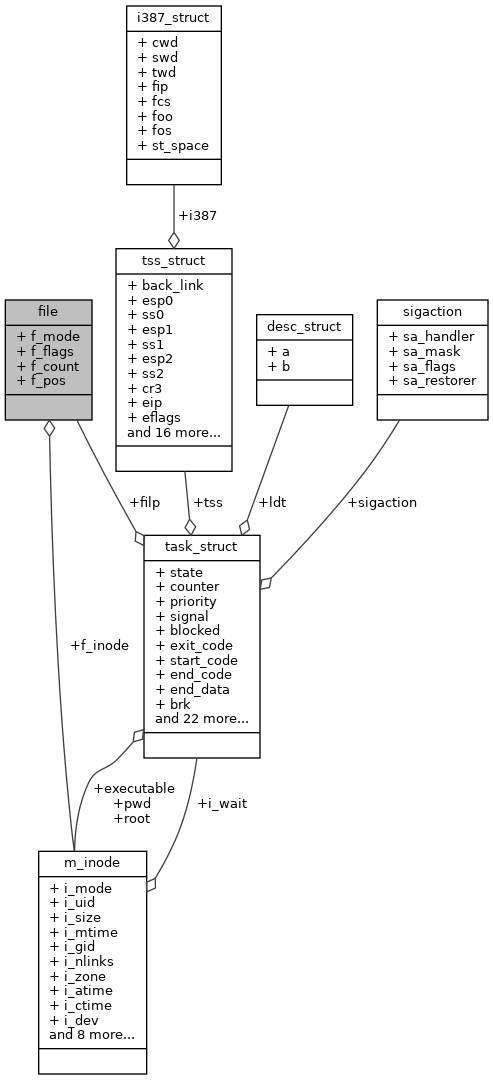 i387_struct
+ cwd
+ swd
+ twd
+ fip
+ fcs
+ foo
+ fos
+ st_space
+i387
tss_struct
+ back_link
+ esp0
+ ss0
+ esp1
+ ss1
+ esp2
+ ss2
+ cr3
+ eip
+ eflags
and 16 more...
file
+ f_mode
+ f_flags
+ f_count
+ f_pos
desc_struct
+ a
+ b
sigaction
+ sa_handler
+ sa_mask
+ sa_flags
+ sa_restorer
+filp
+tss
+ldt
+sigaction
task_struct
+ state
+ counter
+ priority
+ signal
+ blocked
+ exit_code
+ start_code
+ end_code
+ end_data
+ brk
and 22 more...
+f_inode
+executable
+pwd
+root
+i_wait
m_inode
+ i_mode
+ i_uid
+ i_size
+ i_mtime
+ i_gid
+ i_nlinks
+ i_zone
+ i_atime
+ i_ctime
+ i_dev
and 8 more...